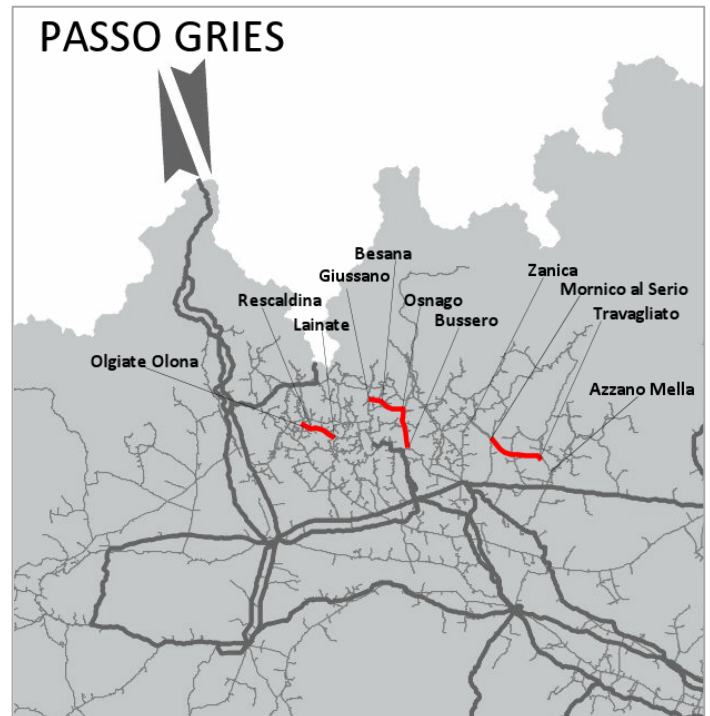 PASSO GRIES
Besana
Giussano
Zanica
Rescaldina
Osnago
Mornico al Serio
Lainate
Bussero
Travagliato
Olgiate Olona
Azzano Mella